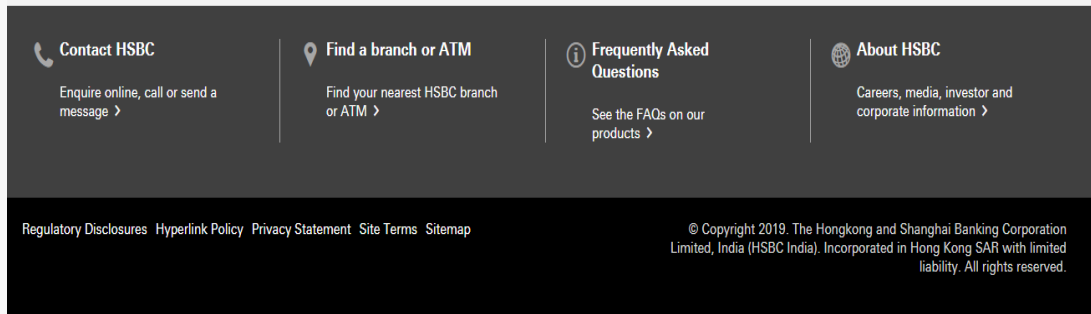 Contact HSBC
Enquire online, call or send a
message >
Find a branch or ATM
Find your nearest HSBC branch
or ATM >
Frequently Asked
Questions
See the FAQs on our
products >
About HSBC
Careers, media, investor and
corporate information >
Regulatory Disclosures Hyperlink Policy Privacy Statement Site Terms Sitemap
© Copyright 2019. The Hongkong and Shanghai Banking Corporation
Limited, India (HSBC India). Incorporated in Hong Kong SAR with limited
liability. All rights reserved.